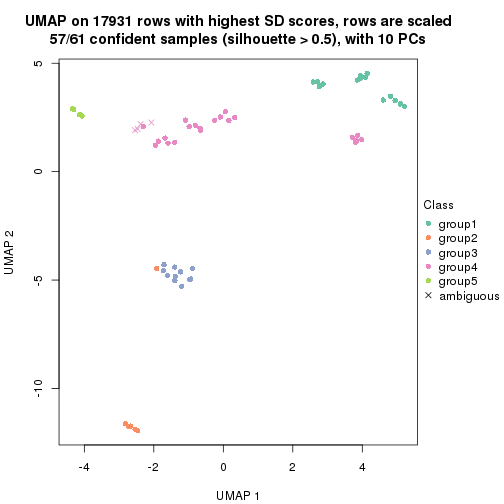 UMAP on 17931 rows with highest SD scores, rows are scaled
57/61 confident samples (silhouette > 0.5), with 10 PCs
5
0
-5
-10
UMAP 2
-4
-2
0
2
4
UMAP 1
Class
group1
group2
group3
group4
group5
ambiguous